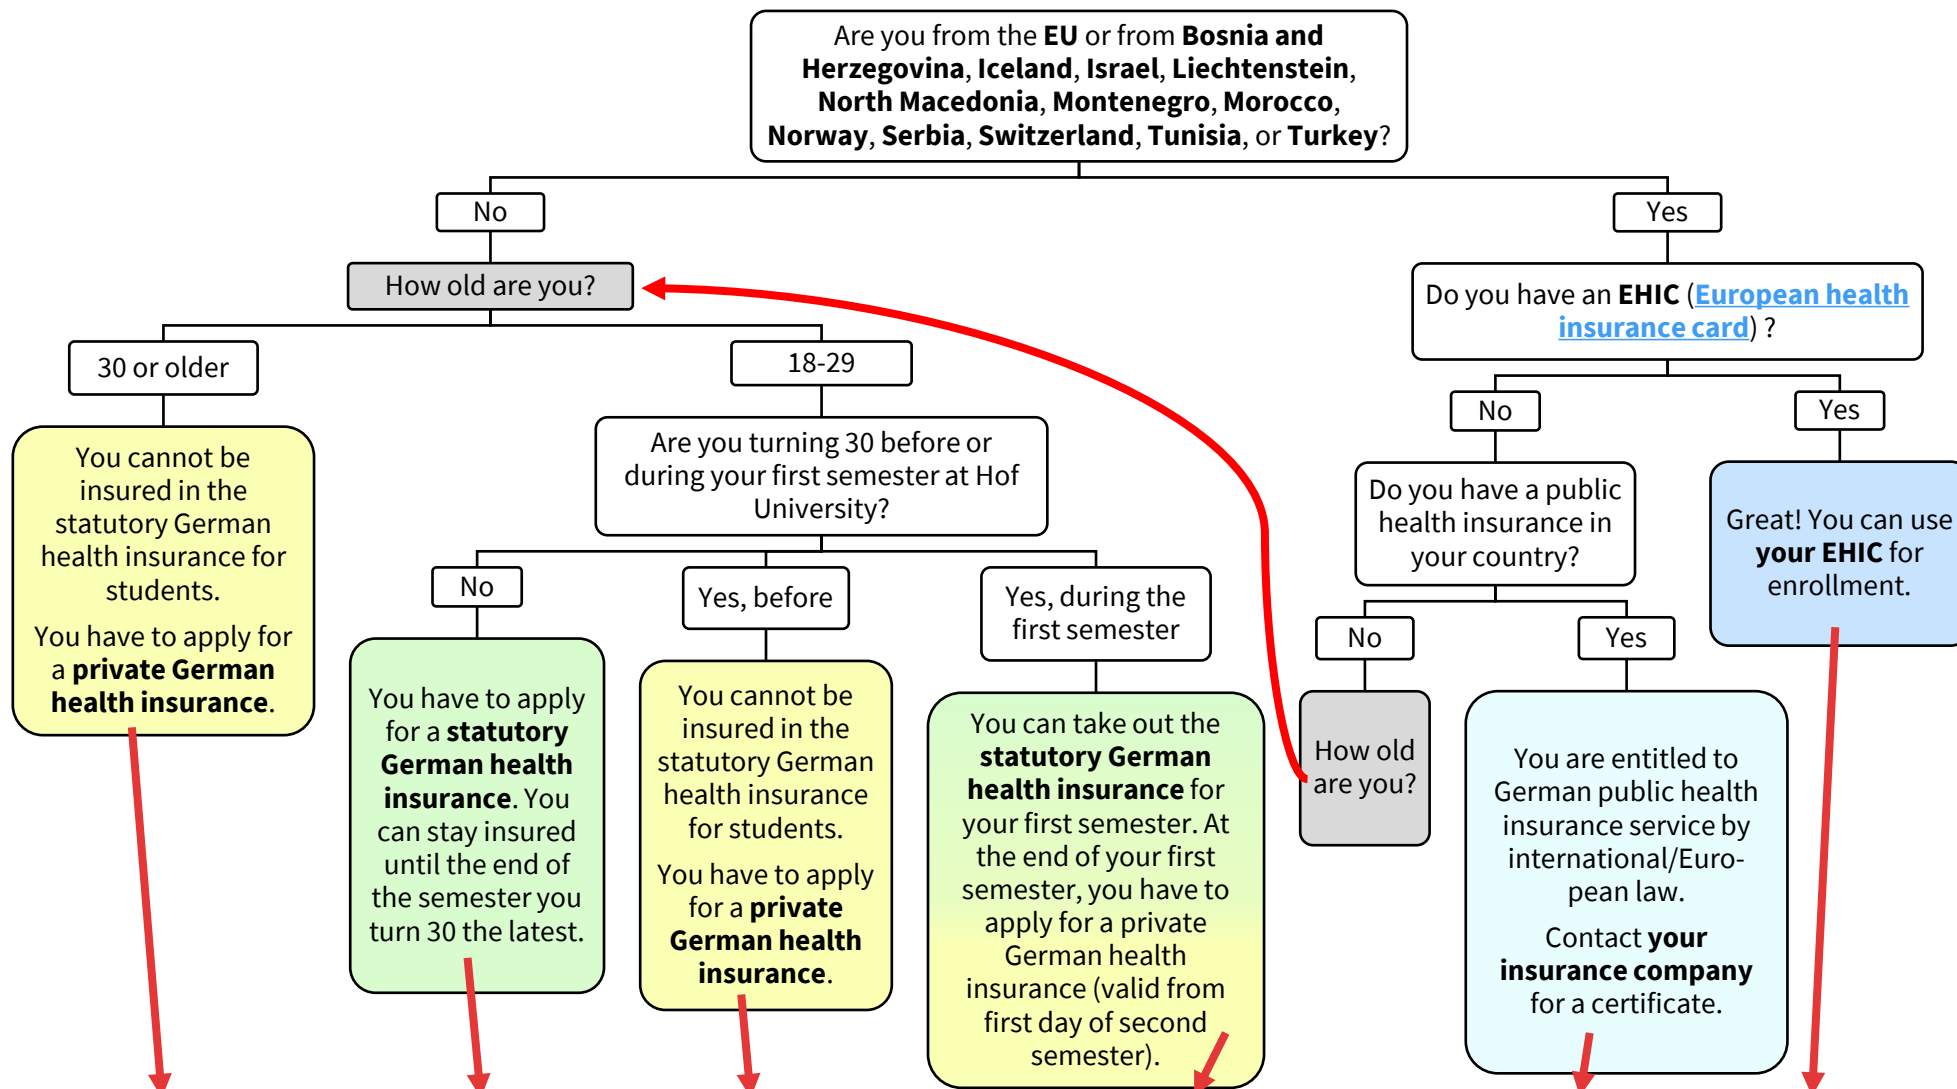 Are you from the EU or from Bosnia and
Herzegovina, Iceland, Israel, Liechtenstein,
North Macedonia, Montenegro, Morocco,
Norway, Serbia, Switzerland, Tunisia, or Turkey?
No
Yes
How old are you?
Do you have an EHIC (European health
insurance card) ?
30 or older
18-29
No
Yes
You cannot be
insured in the
statutory German
health insurance for
students.
You have to apply for
a private German
health insurance.
Are you turning 30 before or
during your first semester at Hof
University?
Do you have a public
health insurance in
your country?
Great! You can use
your EHIC for
enrollment.
No
Yes, before
Yes, during the
first semester
No
Yes
You have to apply
for a statutory
German health
insurance. You
can stay insured
until the end of
the semester you
turn 30 the latest.
You cannot be
insured in the
statutory German
health insurance
for students.
You have to apply
for a private
German health
insurance.
You can take out the
statutory German
health insurance for
your first semester. At
the end of your first
semester, you have to
apply for a private
German health
insurance (valid from
first day of second
semester).
How old
are you?
You are entitled to
German public health
insurance service by
international/Euro-
pean law.
Contact your
insurance company
for a certificate.